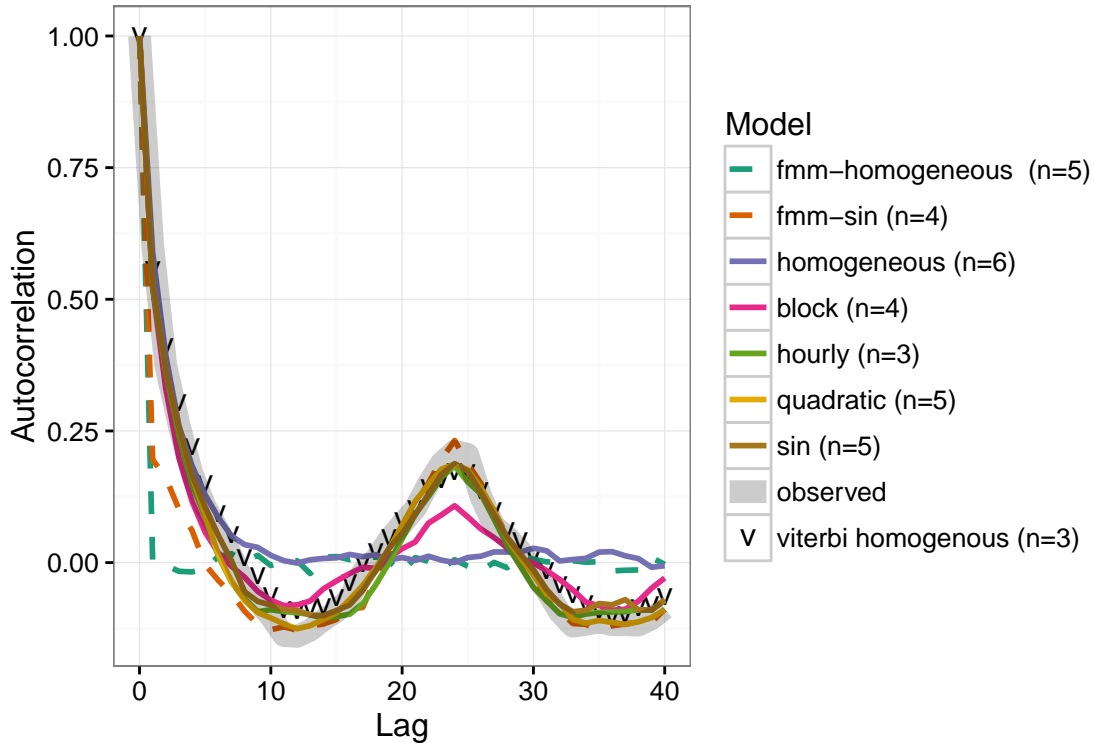 1.00
0.75
0.50
0.25
0.00
Autocorrelation
0 10 20 30 40
Lag
Model
fmm−homogeneous (n=5)
fmm−sin (n=4)
homogeneous (n=6)
block (n=4)
hourly (n=3)
quadratic (n=5)
sin (n=5)
observed
V viterbi homogenous (n=3)